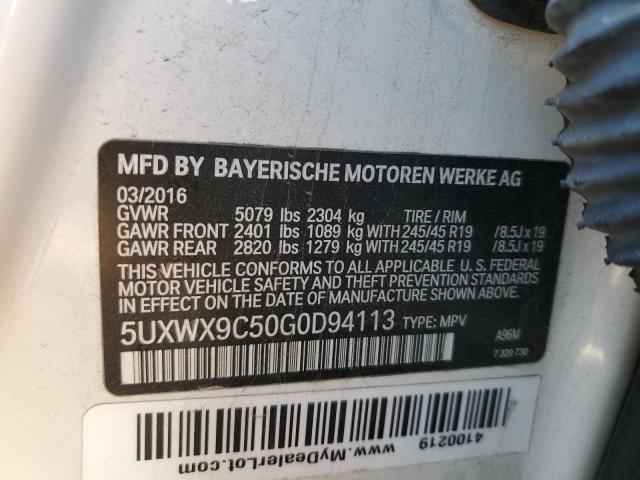 MFD BY BAYERISCHE MOTOREN WERKE AG
03/2016
GVWR 5079 lbs 2304 kg TIRE / RIM
GAWR FRONT 2401 lbs 1089 kg WITH 245/45 R19 /8.5J x 19
GAWR REAR 2820 lbs 1279 kg WITH 245/45 R19 /8.5J x 19
THIS VEHICLE CONFORMS TO ALL APPLICABLE U. S. FEDERAL
MOTOR VEHICLE SAFETY, BUMPER, AND THEFT PREVENTION
STANDARDS IN EFFECT ON THE DATE OF MANUFACTURE SHOWN ABOVE.
5UXWX9C50G0D94113 TYPE: MPV
A96M
7 320 730
4100219
www.MyDealerLot.com